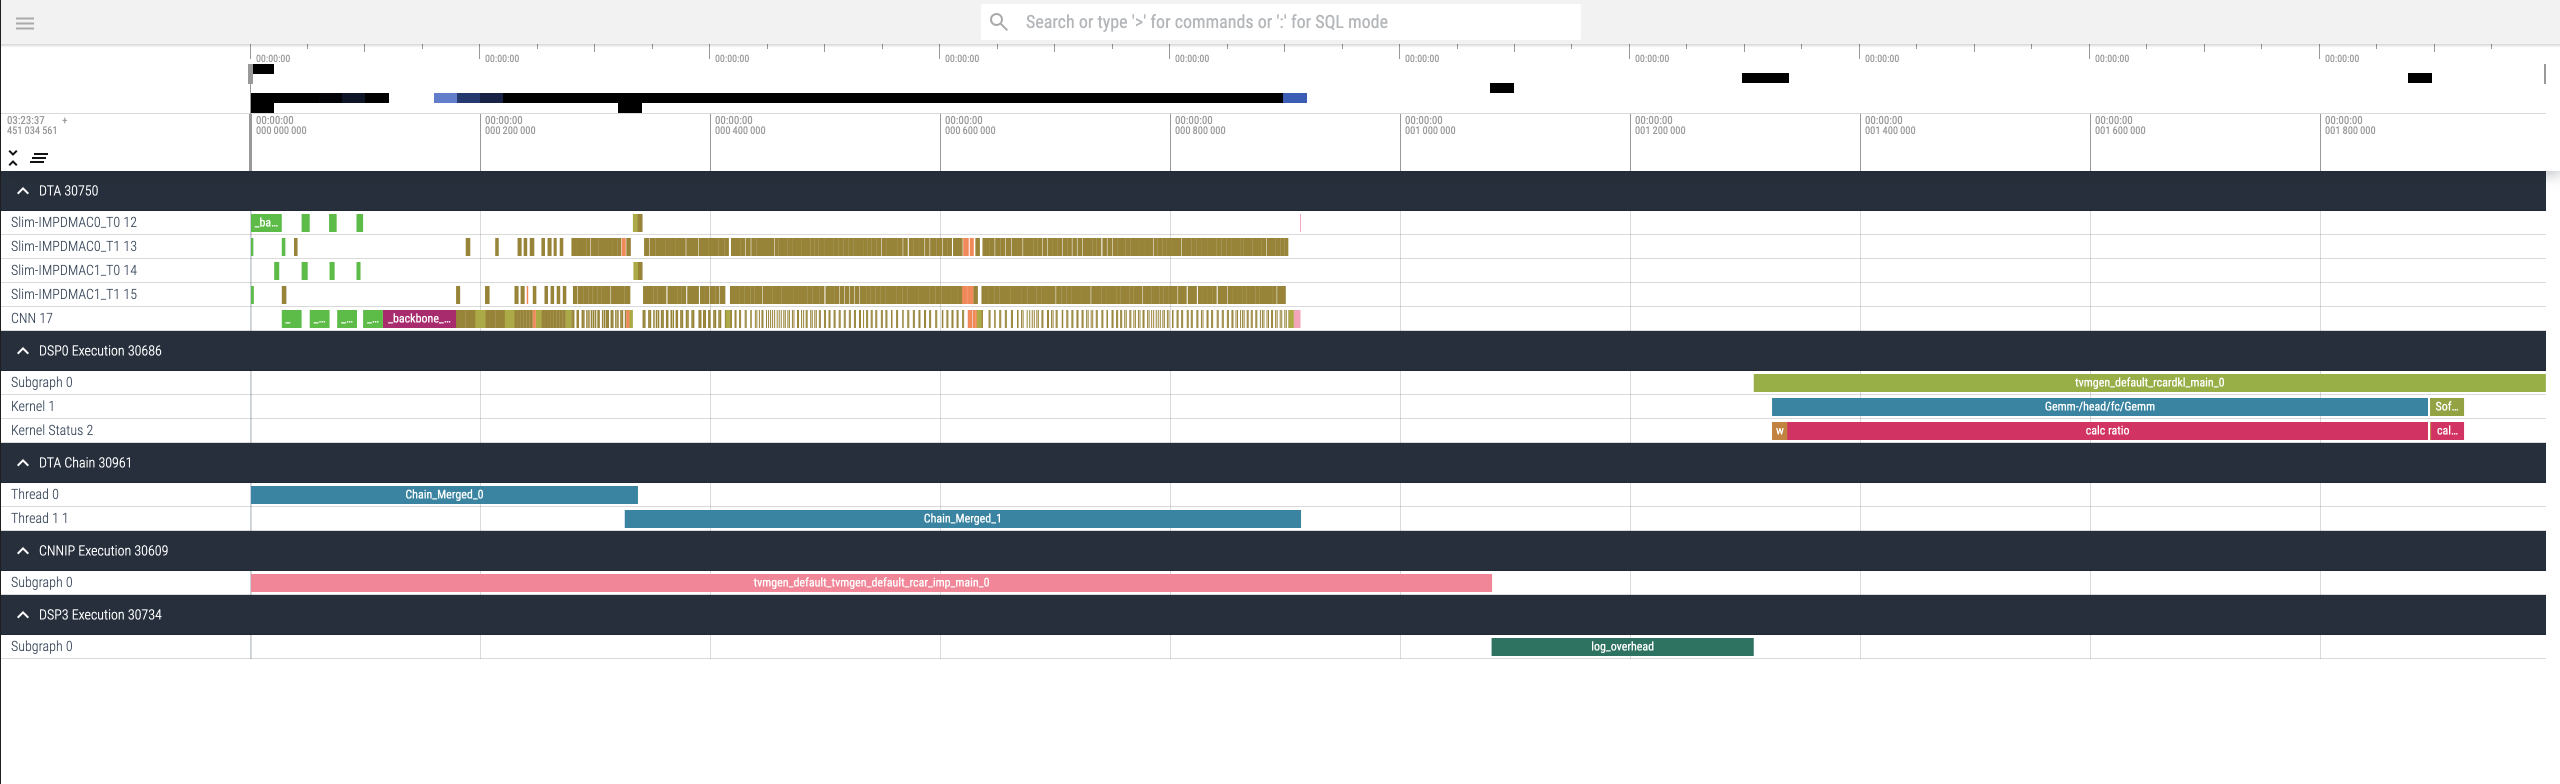 Search or type '>' for commands or ':' for SQL mode
00:00:00 00:00:00 00:00:00 00:00:00 00:00:00 00:00:00 00:00:00 00:00:00 00:00:00 00:00:00
03:23:37 + 00:00:00 00:00:00 00:00:00 00:00:00 00:00:00 00:00:00 00:00:00 00:00:00 00:00:00 00:00:00
451 034 561 000 000 000 000 200 000 000 400 000 000 600 000 000 800 000 001 000 000 001 200 000 001 400 000 001 600 000 001 800 000
DTA 30750
Slim-IMPDMAC0_T0 12 _ba...
Slim-IMPDMAC0_T1 13
Slim-IMPDMAC1_T0 14
Slim-IMPDMAC1_T1 15
CNN 17 _ _... _... _... _backbone_...
DSP0 Execution 30686
Subgraph 0 tvmgen_default_rcardkl_main_0
Kernel 1 Gemm-/head/fc/Gemm Sof...
Kernel Status 2 w calc ratio cal...
DTA Chain 30961
Thread 0 Chain_Merged_0
Thread 1 1 Chain_Merged_1
CNNIP Execution 30609
Subgraph 0 tvmgen_default_tvmgen_default_rcar_imp_main_0
DSP3 Execution 30734
Subgraph 0 log_overhead